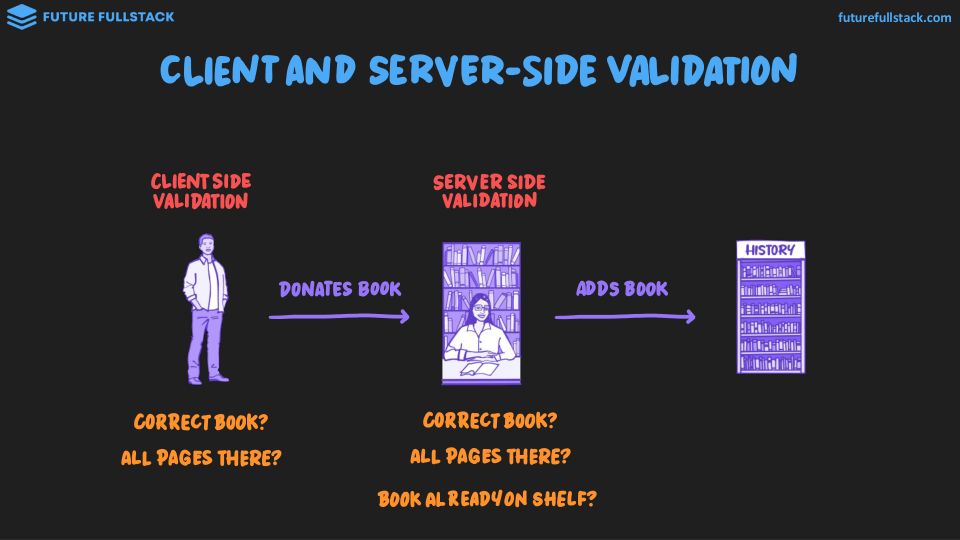 FUTURE FULLSTACK
futurefullstack.com
CLIENT AND SERVER-SIDE VALIDATION
CLIENT SIDE
VALIDATION
SERVER SIDE
VALIDATION
HISTORY
DONATES BOOK
ADDS BOOK
CORRECT BOOK?
ALL PAGES THERE?
CORRECT BOOK?
ALL PAGES THERE?
BOOK ALREADY ON SHELF?